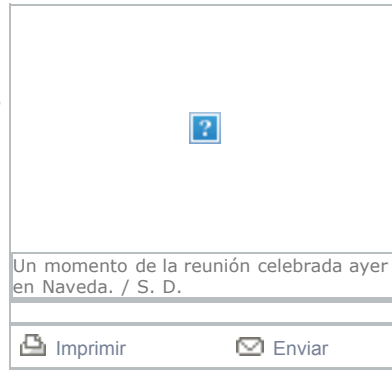 Un momento de la reunión celebrada ayer
en Naveda. / S. D.
Imprimir Enviar